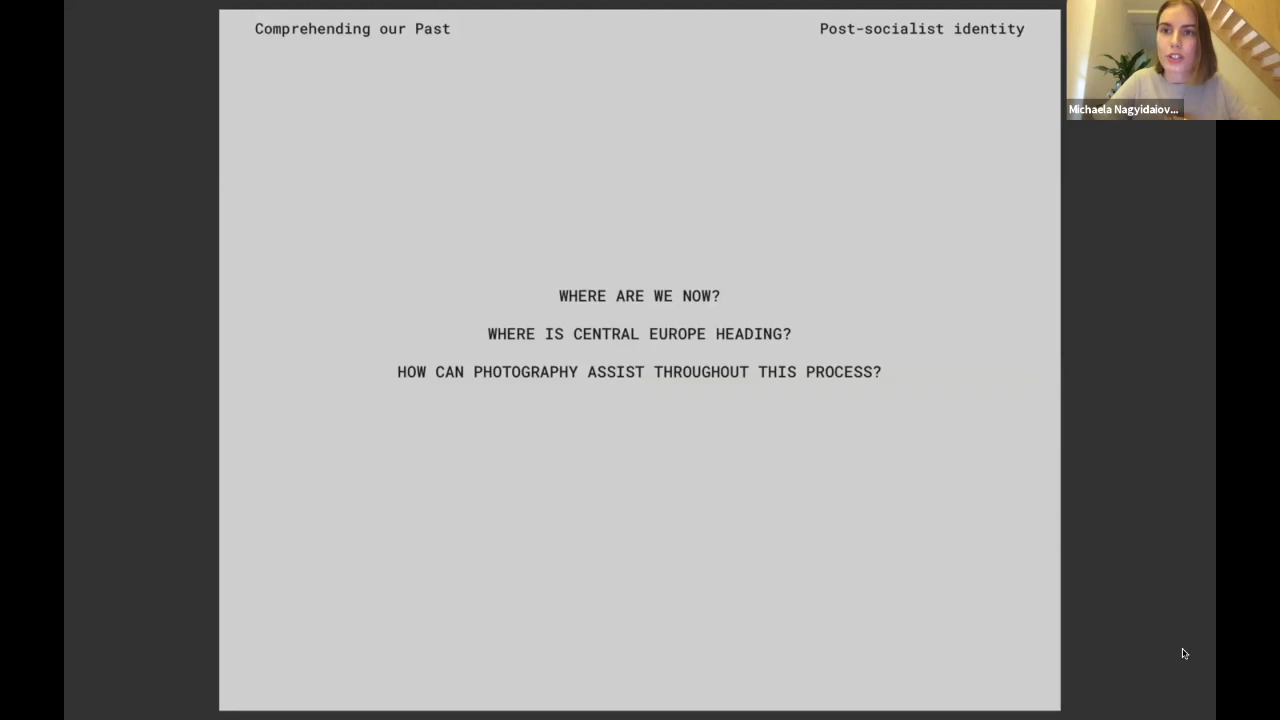 Comprehending our Past
Post-socialist identity
Michaela Nagyidaiov...
WHERE ARE WE NOW?
WHERE IS CENTRAL EUROPE HEADING?
HOW CAN PHOTOGRAPHY ASSIST THROUGHOUT THIS PROCESS?